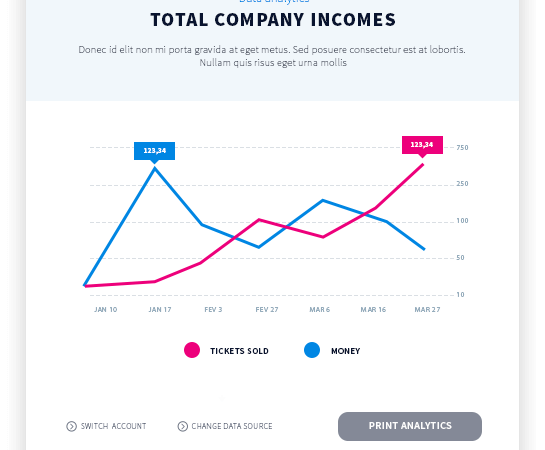 Data analytics
TOTAL COMPANY INCOMES
Donec id elit non mi porta gravida at eget metus. Sed posuere consectetur est at lobortis.
Nullam quis risus eget urna mollis
123,34
123,34
750
250
100
50
10
JAN 10 JAN 17 FEV 3 FEV 27 MAR 6 MAR 16 MAR 27
TICKETS SOLD MONEY
SWITCH ACCOUNT CHANGE DATA SOURCE PRINT ANALYTICS